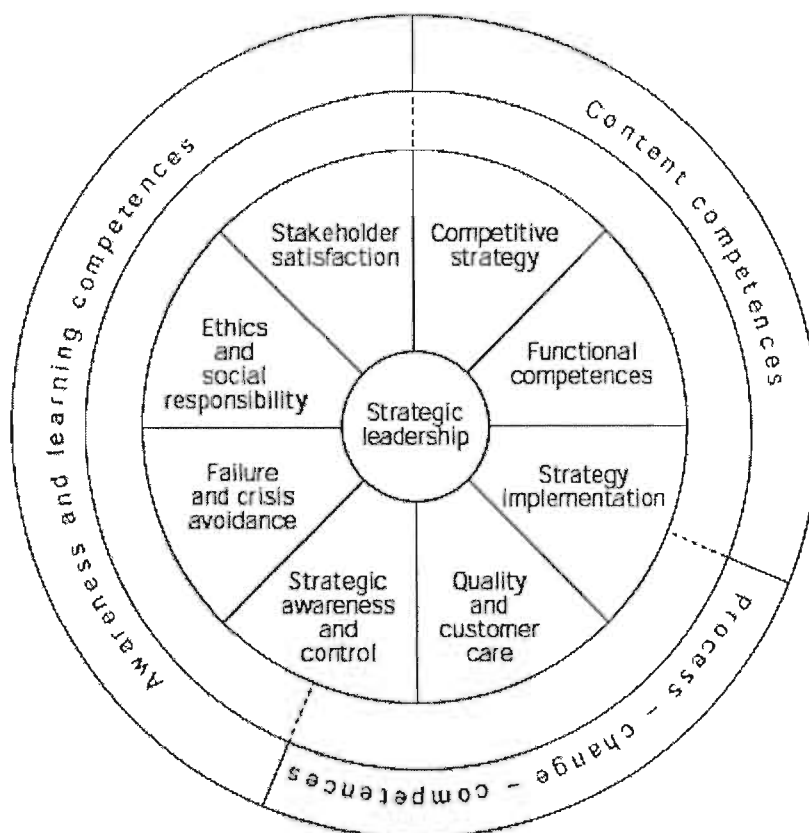 Awareness and learning competences
Content competences
Process – change – competences
Stakeholder
satisfaction
Competitive
strategy
Ethics
and
social
responsibility
Functional
competences
Strategic
leadership
Failure
and crisis
avoidance
Strategy
implementation
Strategic
awareness
and
control
Quality
and
customer
care